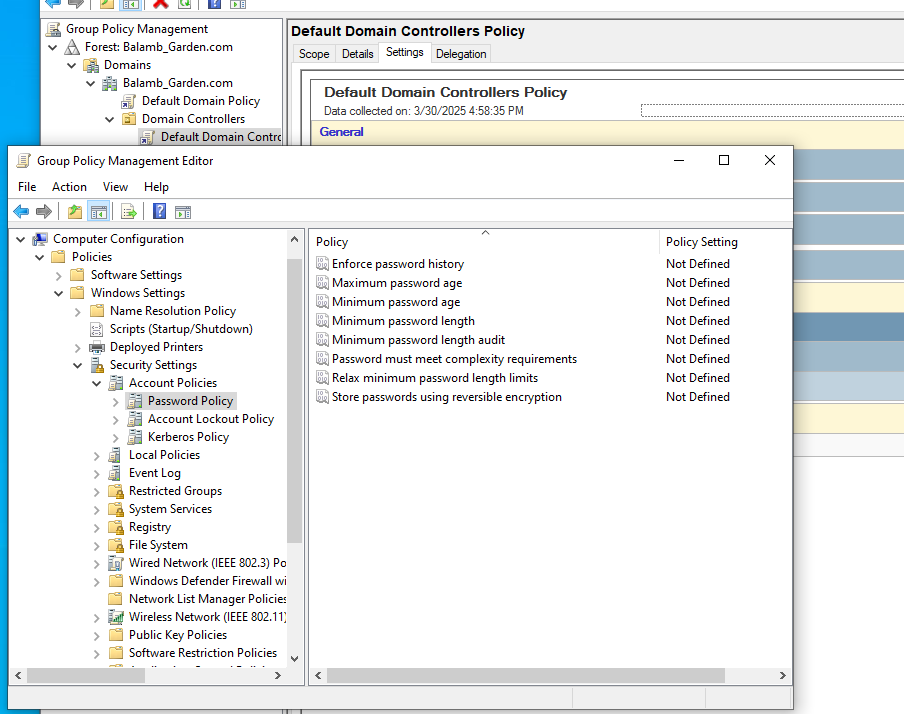 Group Policy Management
Forest: Balamb_Garden.com
Domains
Balamb_Garden.com
Default Domain Policy
Domain Controllers
Default Domain Contro
Default Domain Controllers Policy
Scope
Details
Settings
Delegation
Default Domain Controllers Policy
Data collected on: 3/30/2025 4:58:35 PM
General
Group Policy Management Editor
File
Action
View
Help
Computer Configuration
Policies
Software Settings
Windows Settings
Name Resolution Policy
Scripts (Startup/Shutdown)
Deployed Printers
Security Settings
Account Policies
Password Policy
Account Lockout Policy
Kerberos Policy
Local Policies
Event Log
Restricted Groups
System Services
Registry
File System
Wired Network (IEEE 802.3) Po
Windows Defender Firewall wi
Network List Manager Policies
Wireless Network (IEEE 802.11)
Public Key Policies
Software Restriction Policies
Policy Policy Setting
Enforce password history Not Defined
Maximum password age Not Defined
Minimum password age Not Defined
Minimum password length Not Defined
Minimum password length audit Not Defined
Password must meet complexity requirements Not Defined
Relax minimum password length limits Not Defined
Store passwords using reversible encryption Not Defined